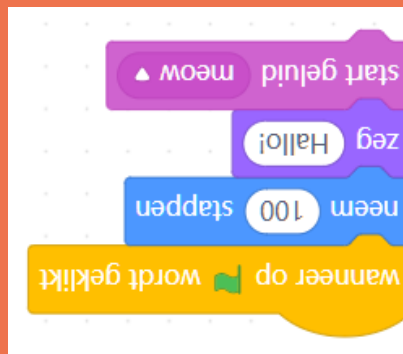 wanneer op wordt geklikt
neem 100 stappen
zeg Hallo!
start geluid meow